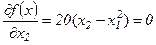 ∂f(x)/∂x₂ = 20(x₂ − x₁²) = 0